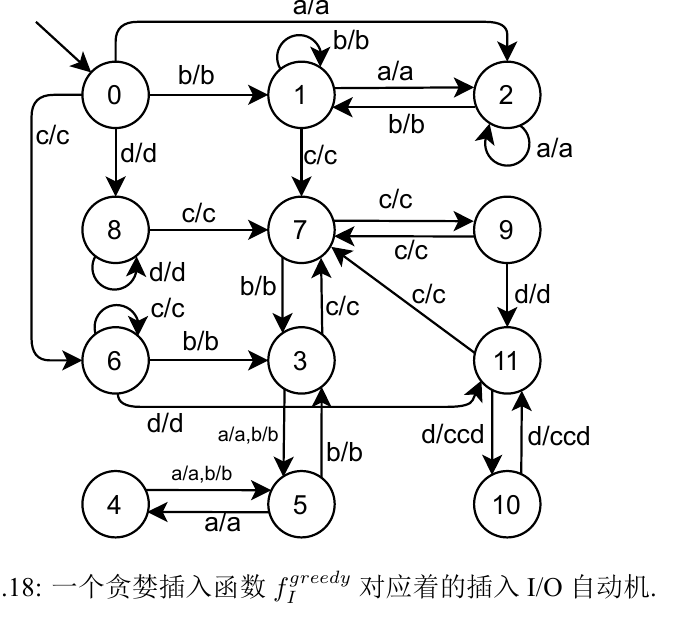 a/a
b/b
b/b
a/a
0
1
2
b/b
a/a
c/c
d/d
c/c
c/c
8
c/c
7
9
c/c
d/d
b/b
c/c
c/c
d/d
c/c
6
b/b
3
11
d/d
a/a,b/b
b/b
d/ccd
d/ccd
4
a/a,b/b
a/a
5
10
.18: 一个贪婪插入函数 f_I^{greedy} 对应着的插入 I/O 自动机.